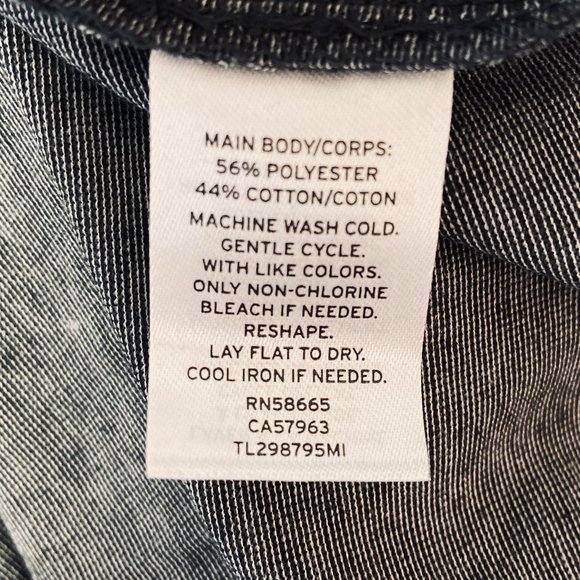 MAIN BODY/CORPS:
56% POLYESTER
44% COTTON/COTON
MACHINE WASH COLD.
GENTLE CYCLE.
WITH LIKE COLORS.
ONLY NON-CHLORINE
BLEACH IF NEEDED.
RESHAPE.
LAY FLAT TO DRY.
COOL IRON IF NEEDED.
RN58665
CA57963
TL298795MI